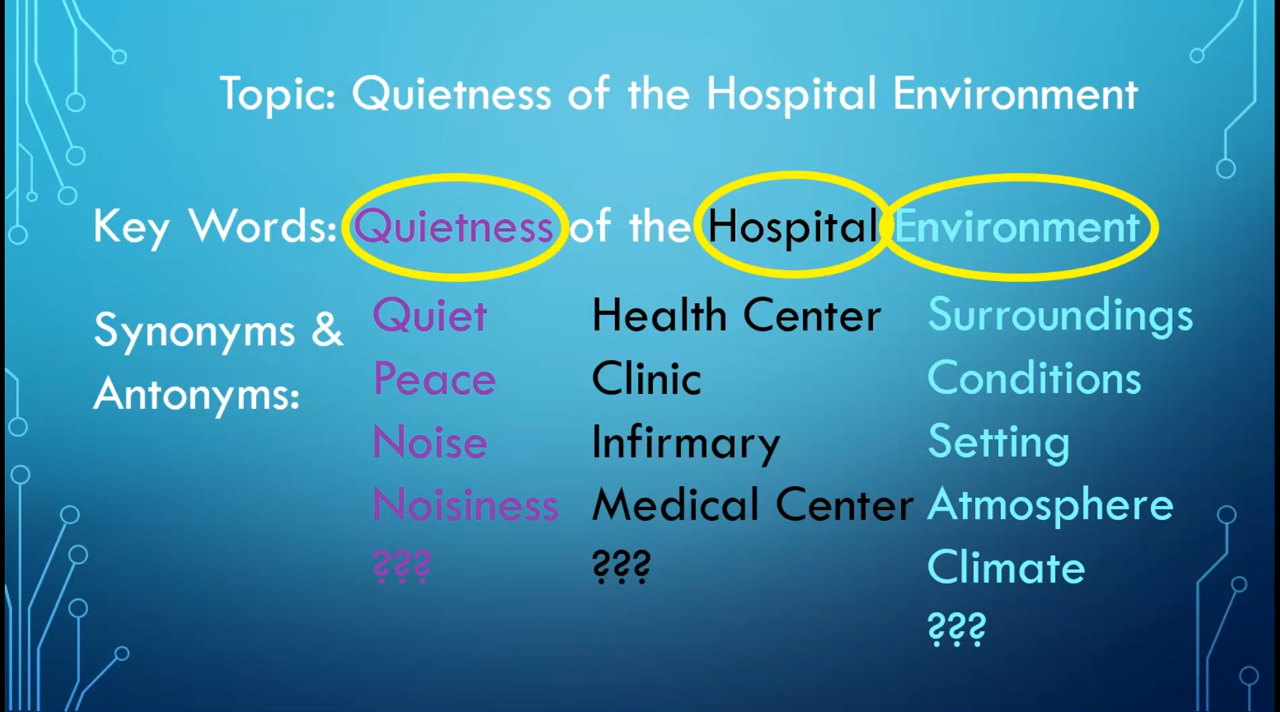 Topic: Quietness of the Hospital Environment
Key Words: Quietness of the Hospital Environment
Synonyms &
Antonyms:
Quiet
Peace
Noise
Noisiness
???
Health Center
Clinic
Infirmary
Medical Center
???
Surroundings
Conditions
Setting
Atmosphere
Climate
???